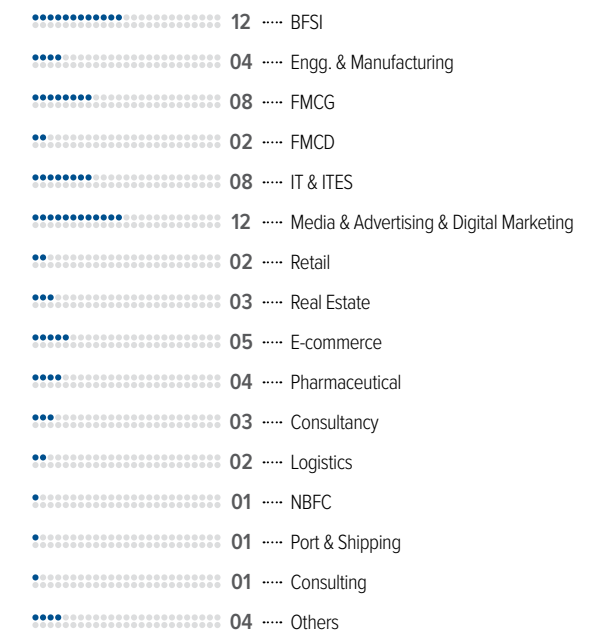 12 ····· BFSI
04 ····· Engg. & Manufacturing
08 ····· FMCG
02 ····· FMCD
08 ····· IT & ITES
12 ····· Media & Advertising & Digital Marketing
02 ····· Retail
03 ····· Real Estate
05 ····· E-commerce
04 ····· Pharmaceutical
03 ····· Consultancy
02 ····· Logistics
01 ····· NBFC
01 ····· Port & Shipping
01 ····· Consulting
04 ····· Others